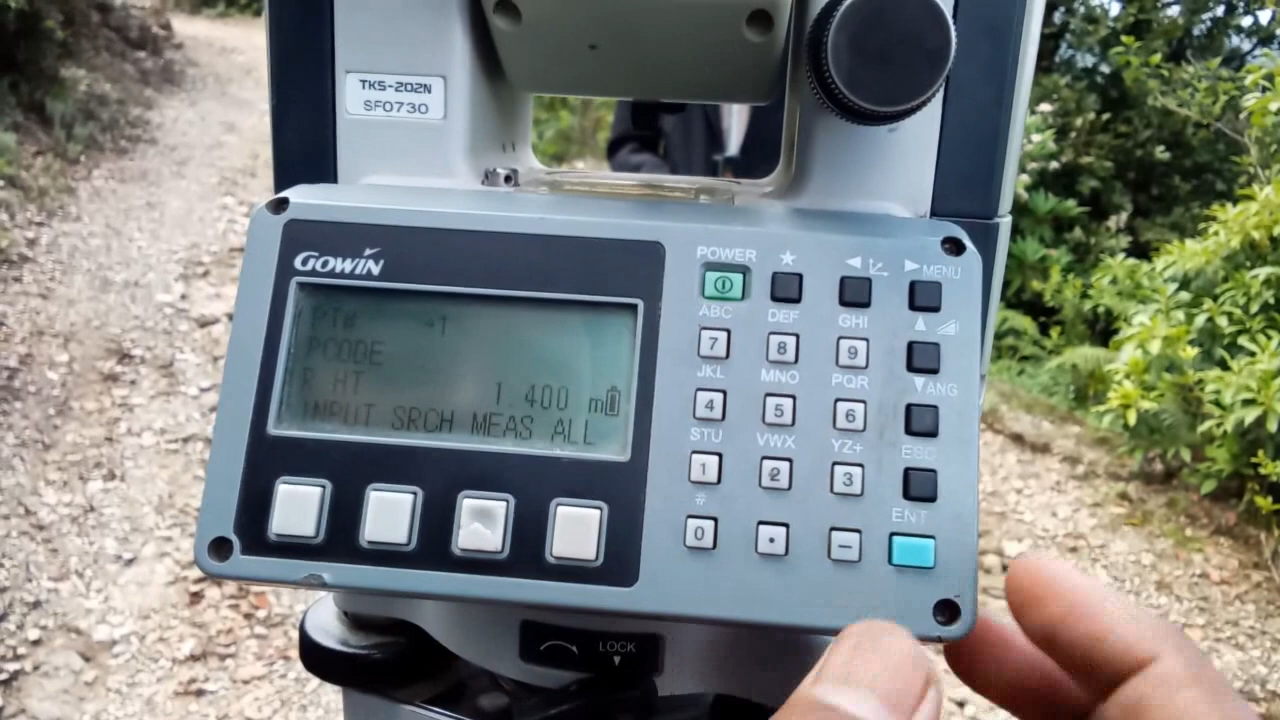 TKS-202N
SF0730
GOWIN
PT# →1
PCODE
R HT 1.400 m
INPUT SRCH MEAS ALL
POWER ★ ◄ ► MENU
ABC DEF GHI ▲
7 8 9
JKL MNO PQR ▼ANG
4 5 6
STU VWX YZ+ ESC
1 2 3
# ENT
0 • −
LOCK
▼